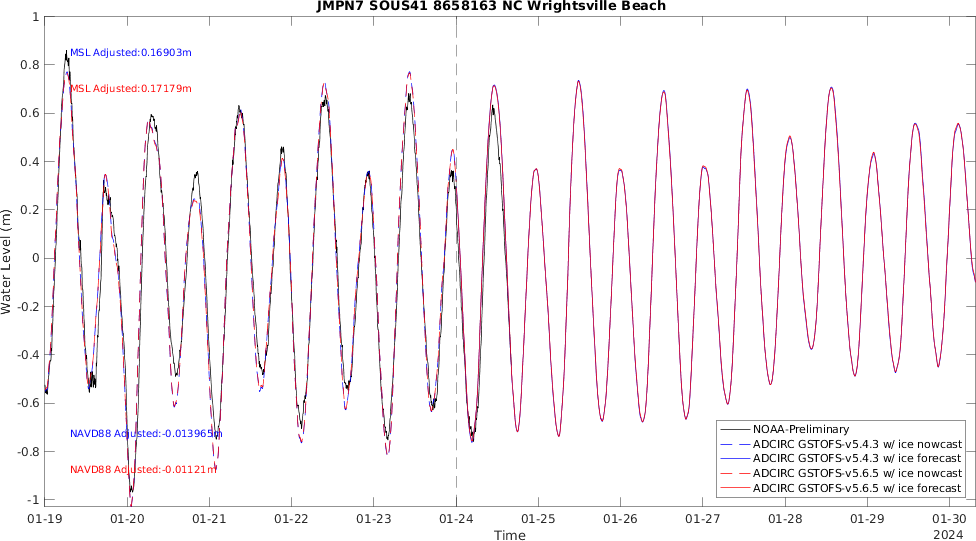 JMPN7 SOUS41 8658163 NC Wrightsville Beach
1
0.8
0.6
0.4
0.2
0
-0.2
-0.4
-0.6
-0.8
-1
Water Level (m)
MSL Adjusted:0.16903m
MSL Adjusted:0.17179m
NAVD88 Adjusted:-0.013965m
NAVD88 Adjusted:-0.01121m
NOAA-Preliminary
ADCIRC GSTOFS-v5.4.3 w/ ice nowcast
ADCIRC GSTOFS-v5.4.3 w/ ice forecast
ADCIRC GSTOFS-v5.6.5 w/ ice nowcast
ADCIRC GSTOFS-v5.6.5 w/ ice forecast
01-19 01-20 01-21 01-22 01-23 01-24 01-25 01-26 01-27 01-28 01-29 01-30
Time
2024